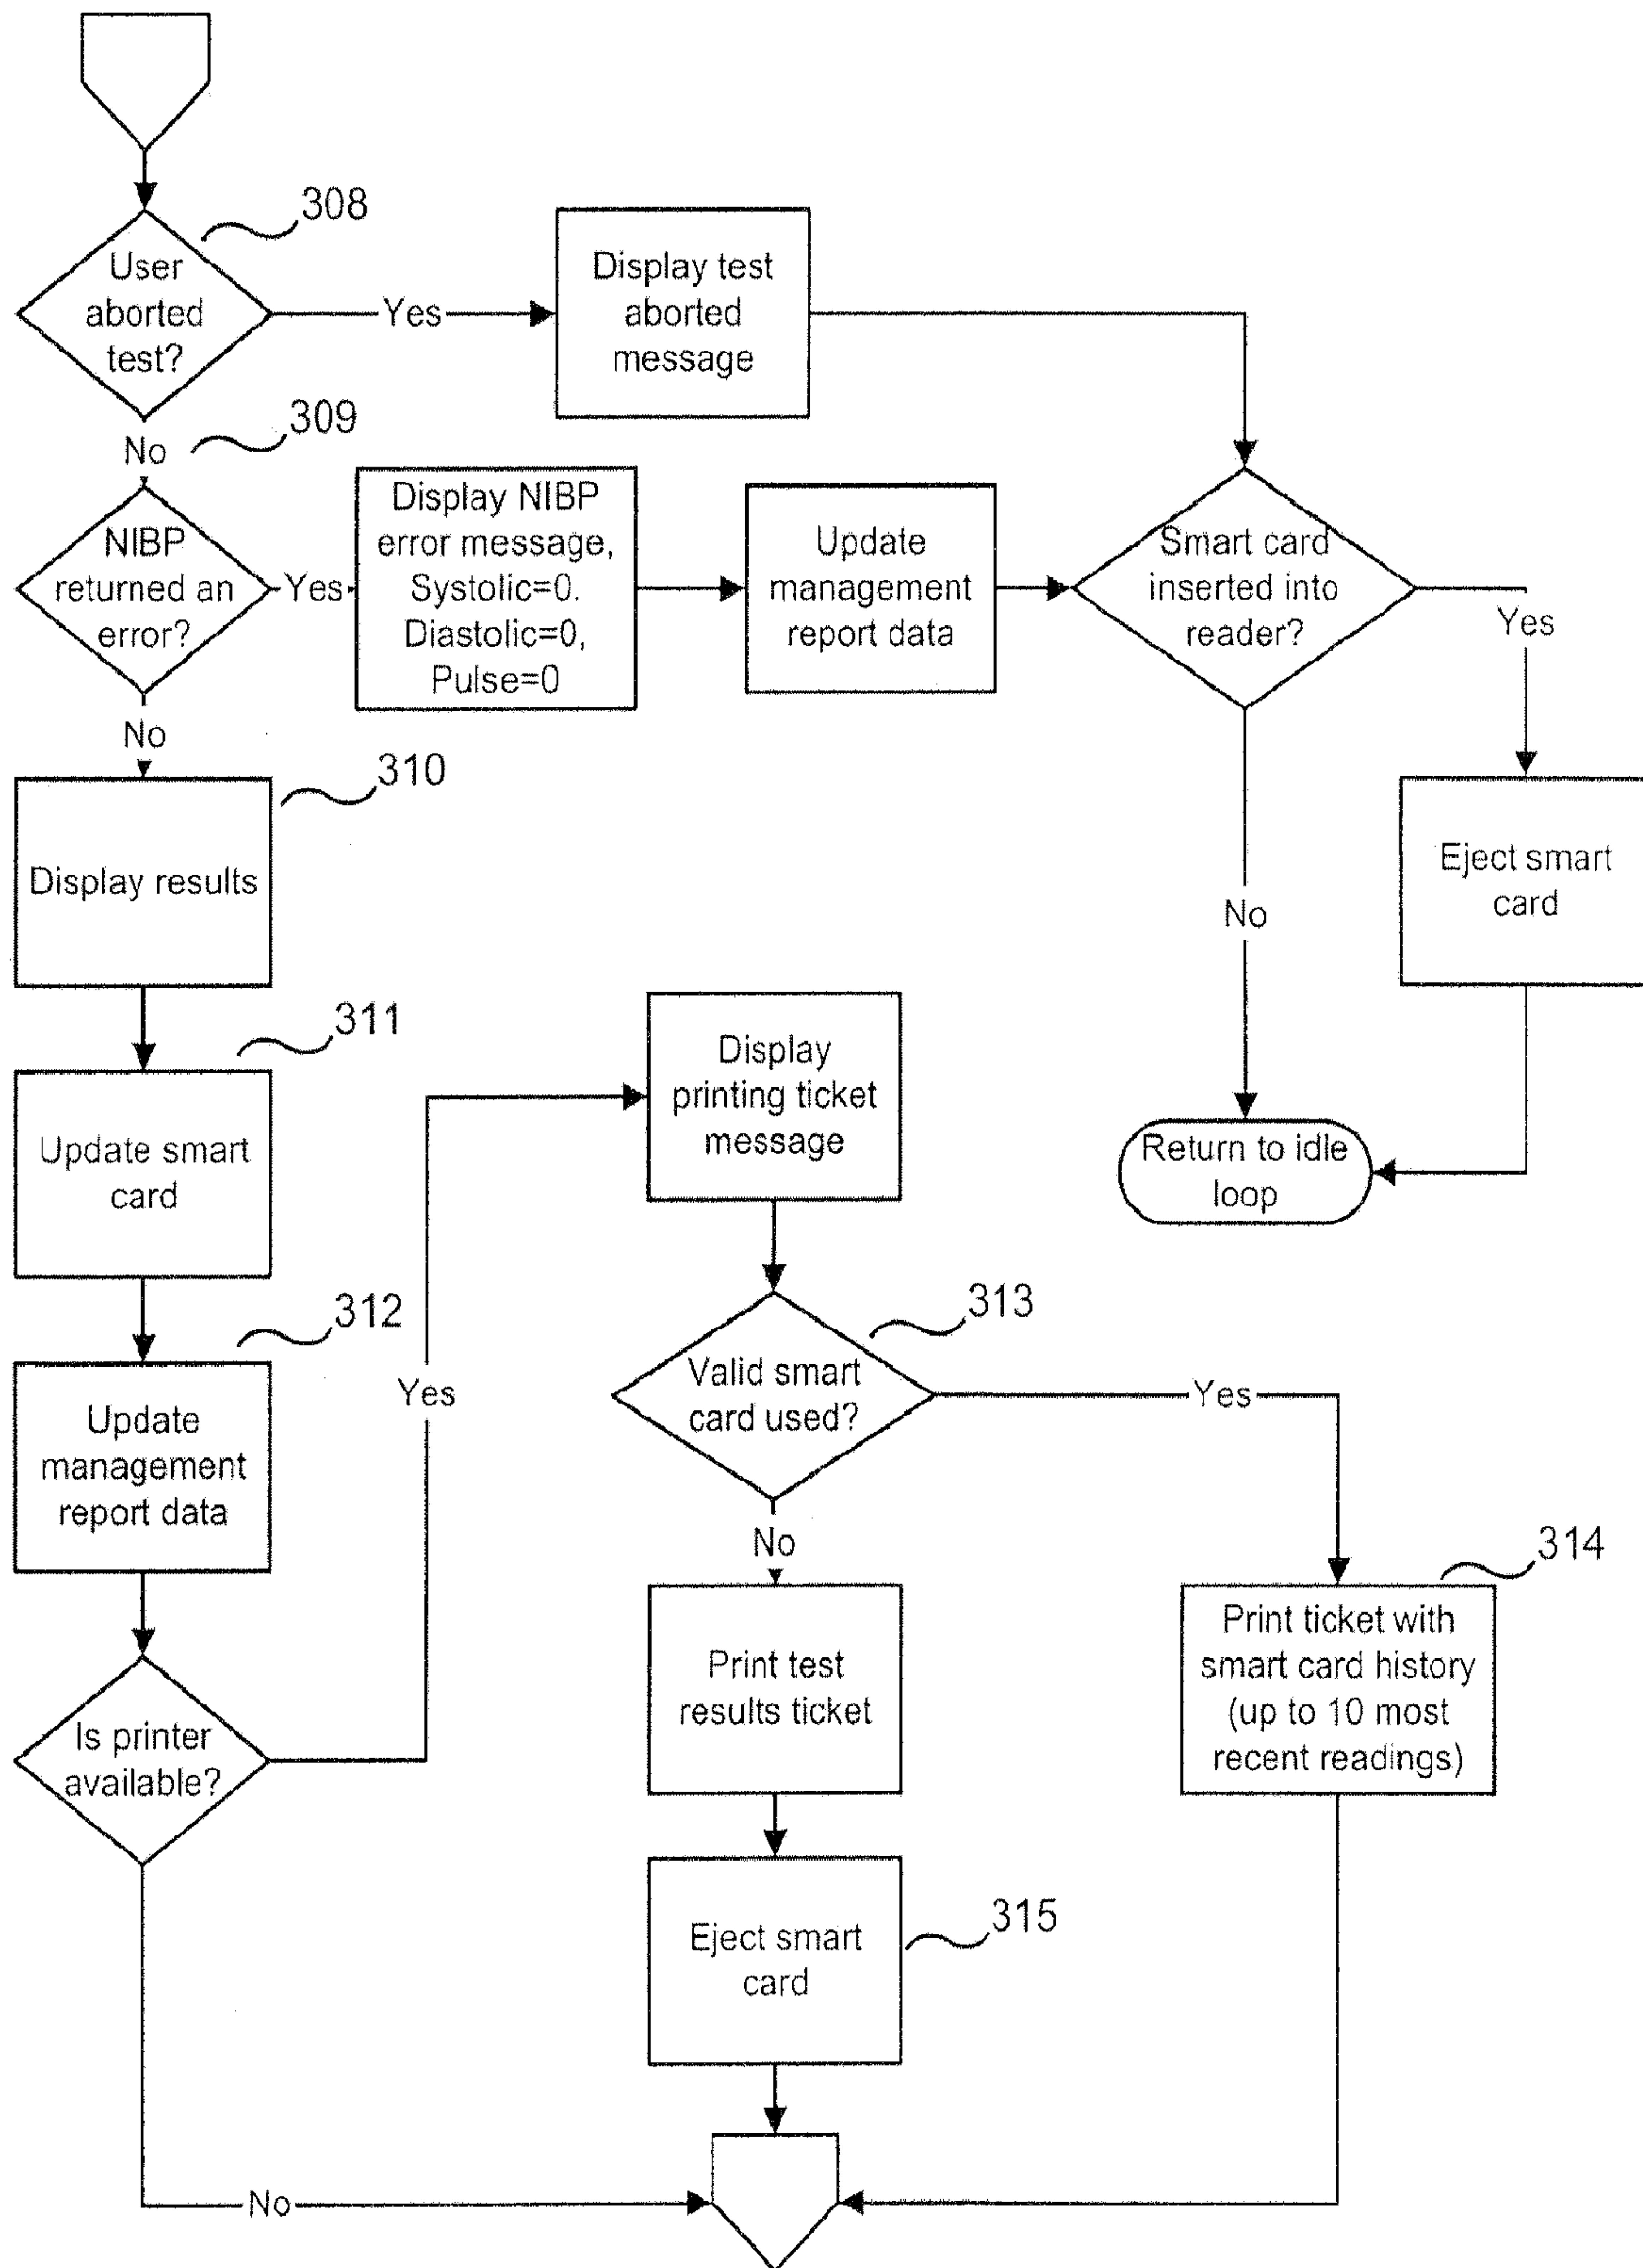 308
User
aborted
test?
Yes
Display test
aborted
message
No
309
NIBP
returned an
error?
Yes
Display NIBP
error message,
Systolic=0.
Diastolic=0,
Pulse=0
Update
management
report data
Smart card
inserted into
reader?
Yes
No
310
Display results
Eject smart
card
No
Return to idle
loop
311
Update smart
card
Display
printing ticket
message
312
Update
management
report data
Yes
313
Valid smart
card used?
Yes
No
314
Print test
results ticket
Print ticket with
smart card history
(up to 10 most
recent readings)
Is printer
available?
315
Eject smart
card
No